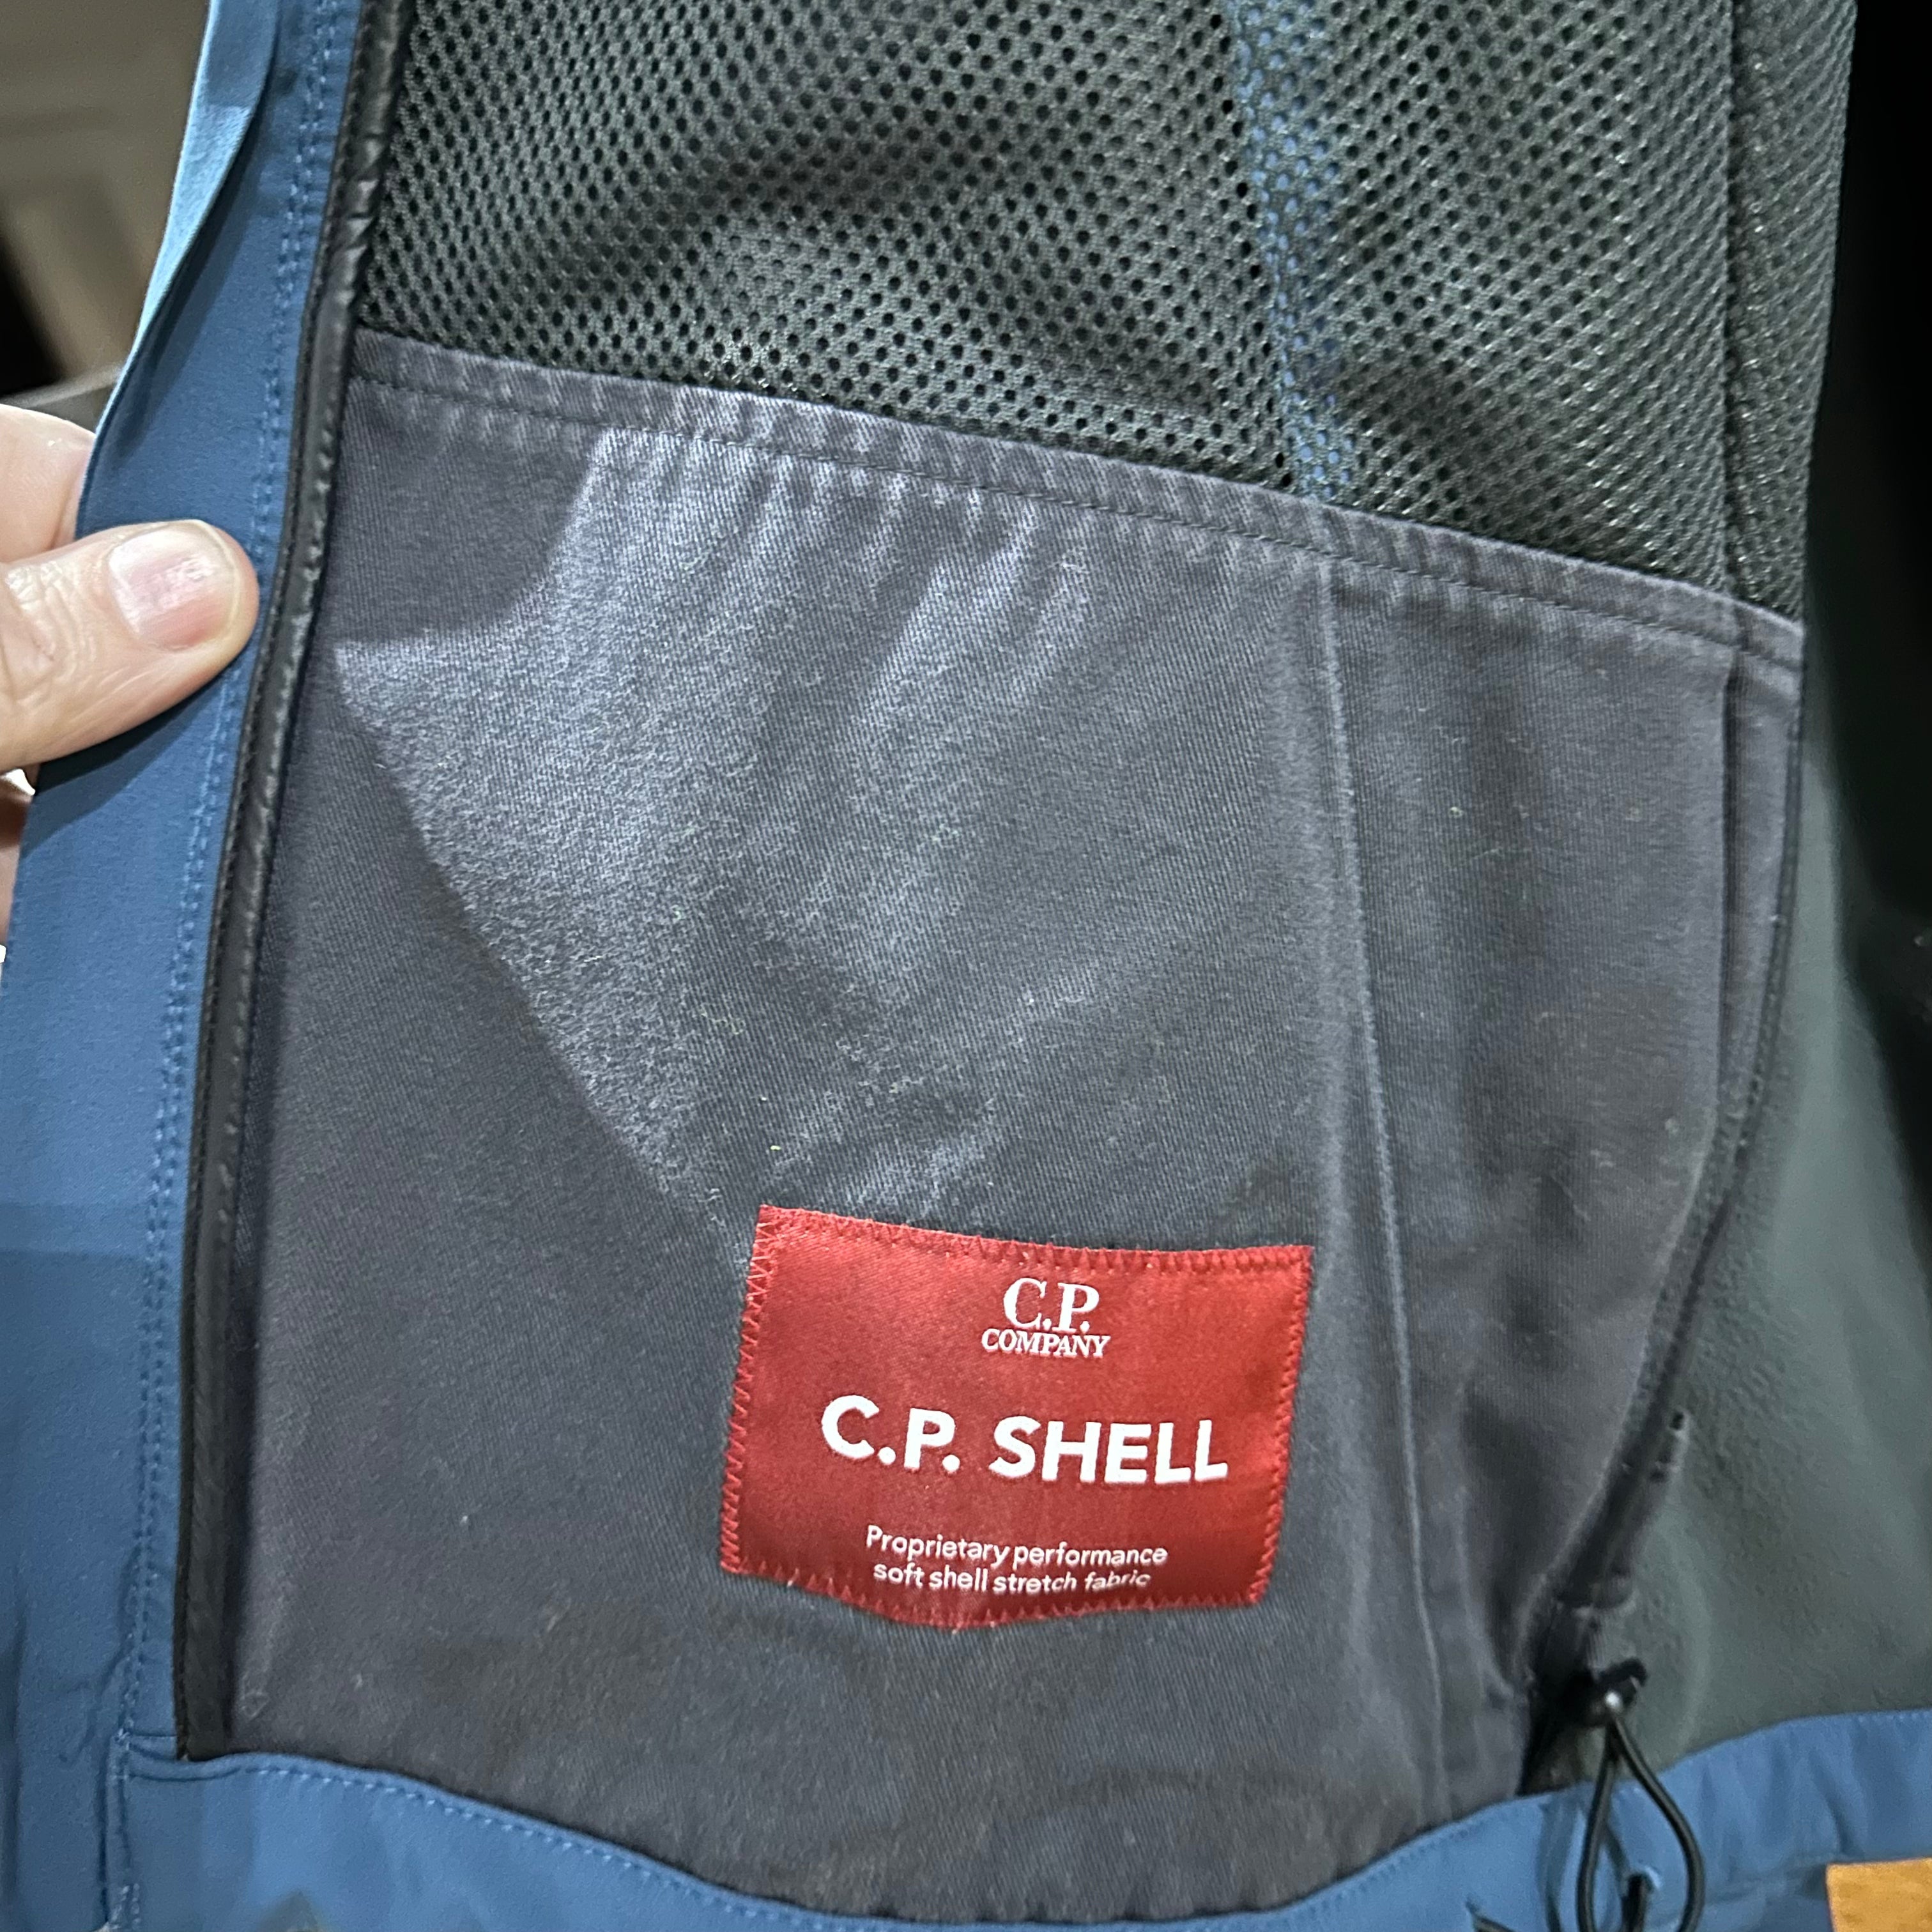 C.P.
COMPANY
C.P. SHELL
Proprietary performance
soft shell stretch fabric